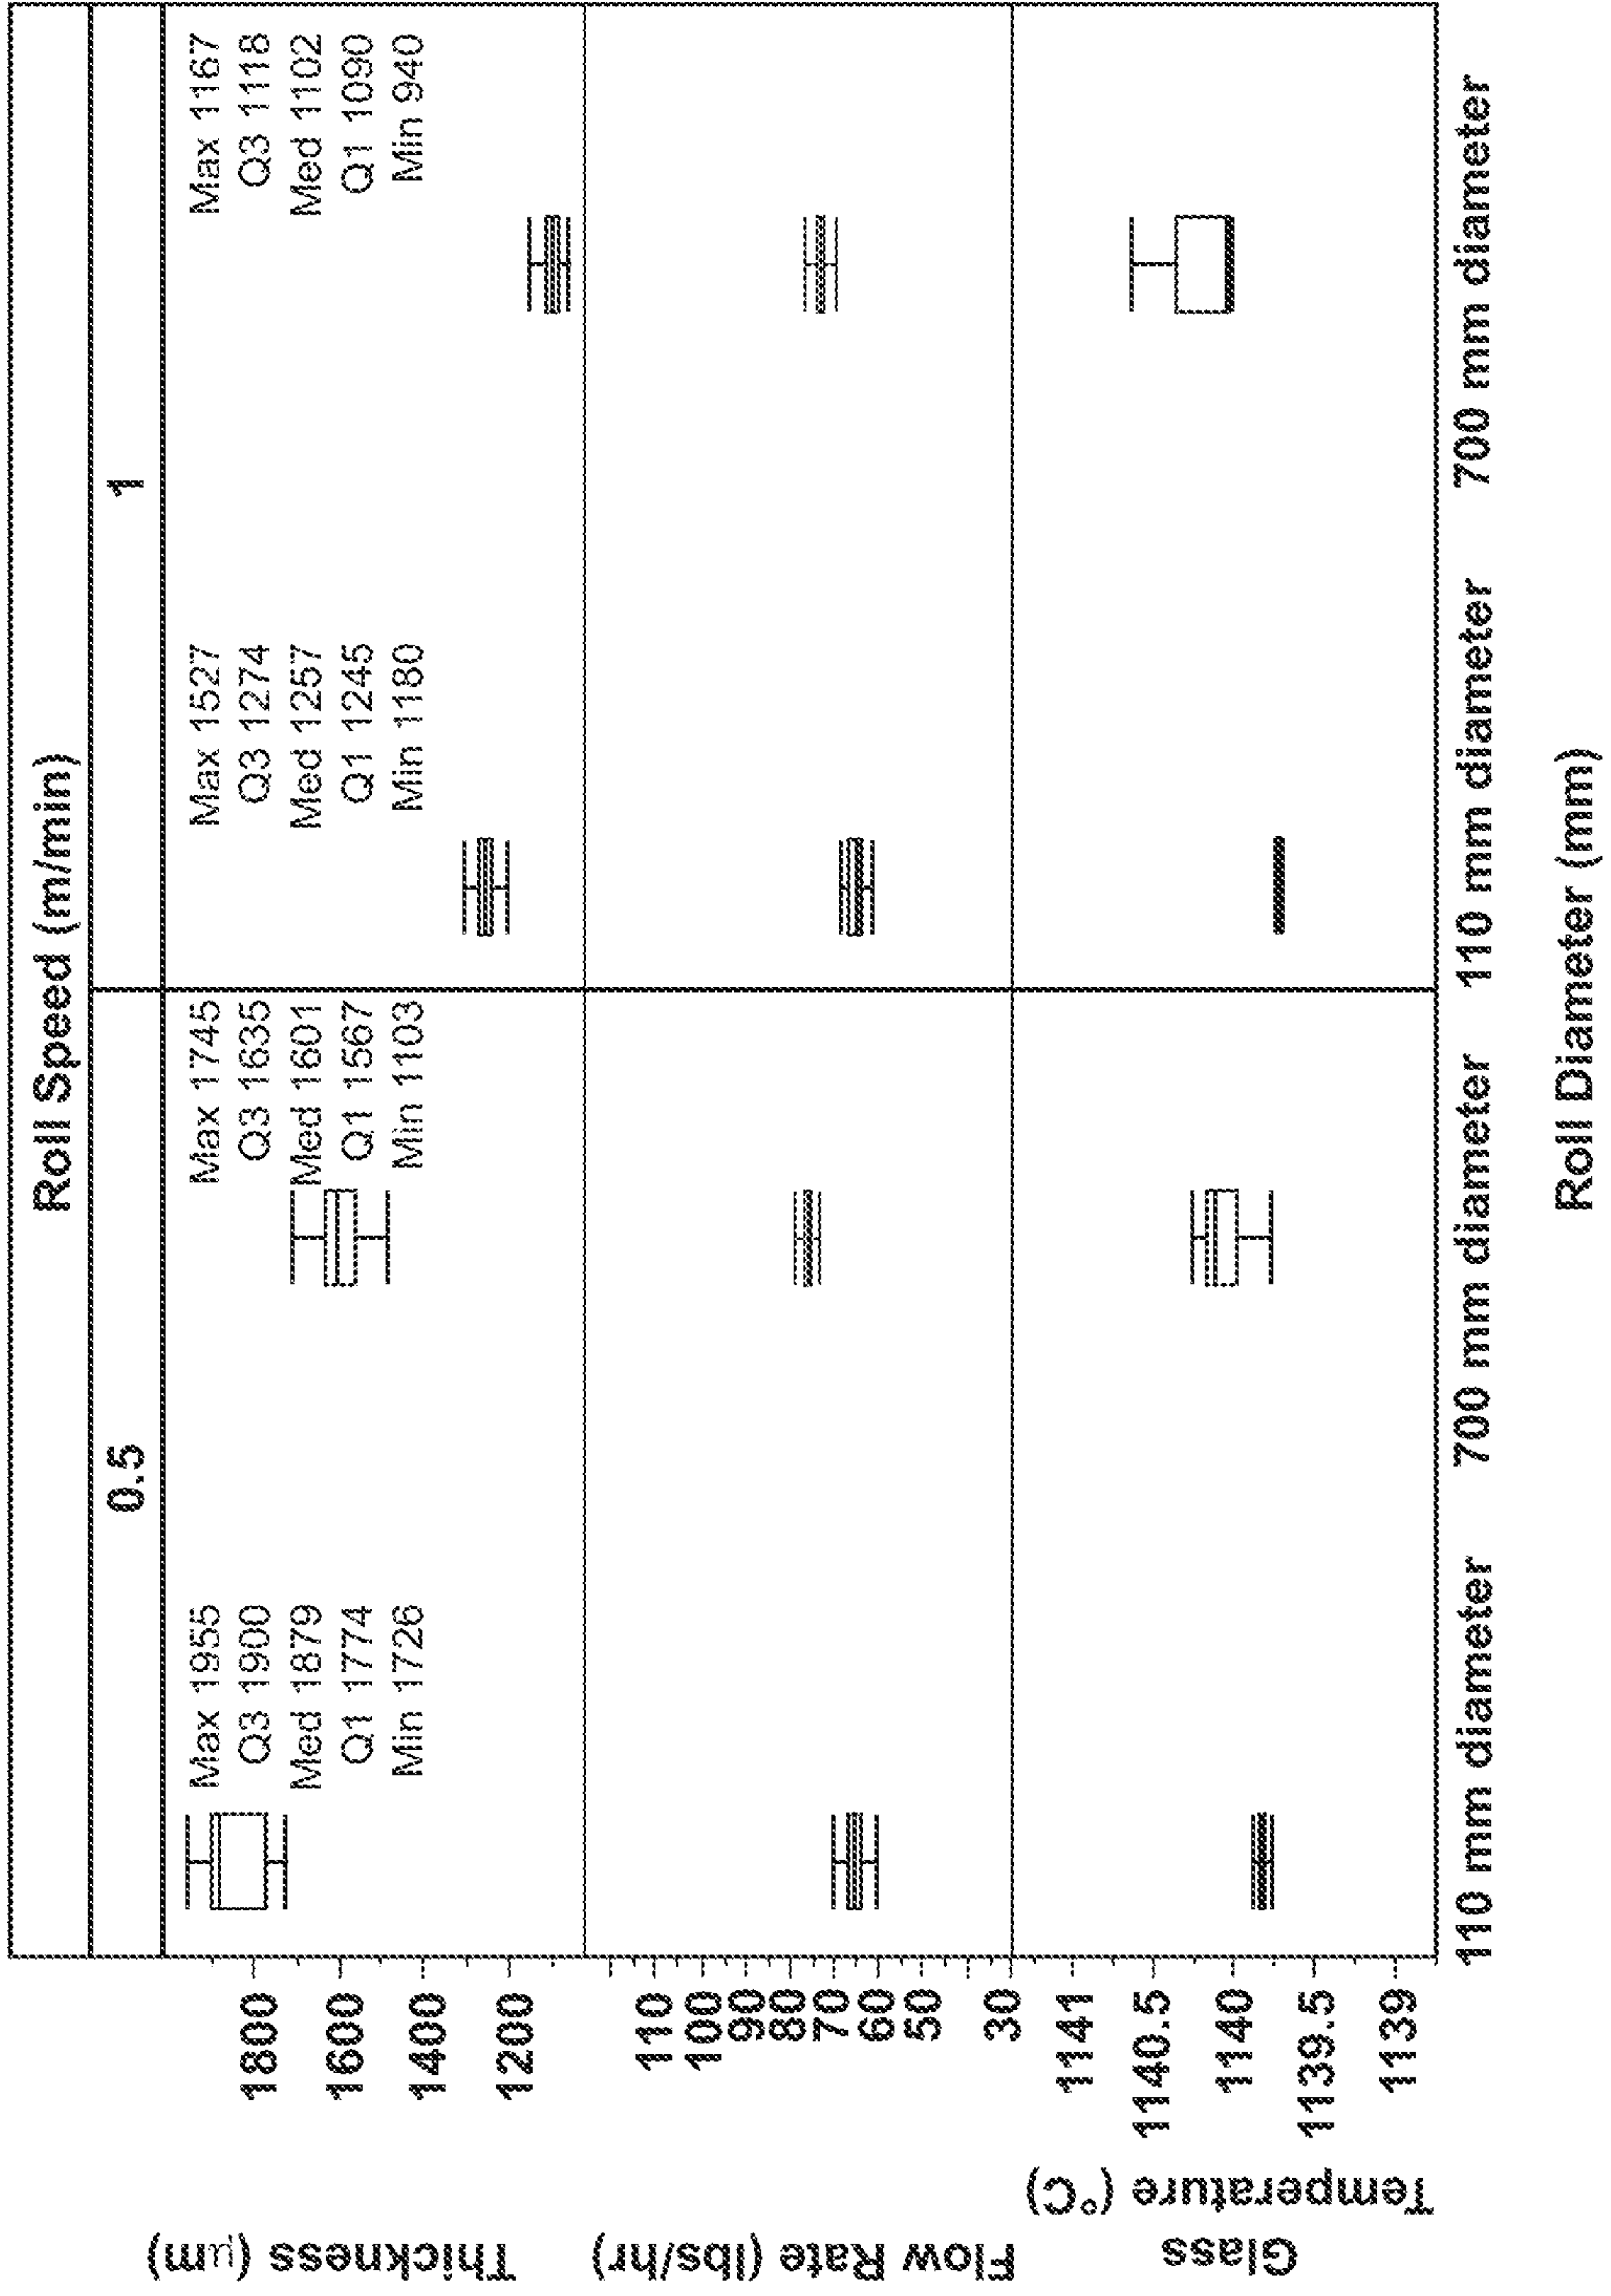 Roll Speed (m/min)
0.5
1
Max 1955
Q3 1900
Med 1879
Q1 1774
Min 1726
Max 1745
Q3 1635
Med 1601
Q1 1567
Min 1103
Max 1527
Q3 1274
Med 1257
Q1 1245
Min 1180
Max 1167
Q3 1118
Med 1102
Q1 1090
Min 940
Thickness (μm)
1800
1600
1400
1200
Flow Rate (lbs/hr)
110
100
90
80
70
60
50
30
Glass
Temperature (°C)
1141
1140.5
1140
1139.5
1139
110 mm diameter
700 mm diameter
110 mm diameter
700 mm diameter
Roll Diameter (mm)